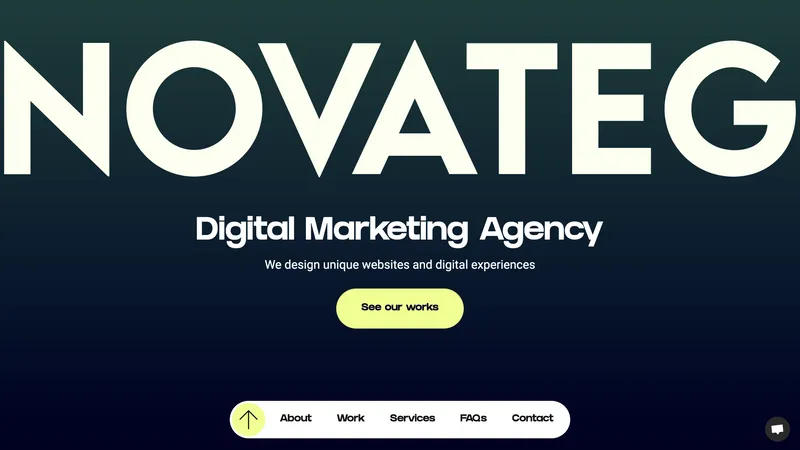 NOVATEG
Digital Marketing Agency
We design unique websites and digital experiences
See our works
About Work Services FAQs Contact